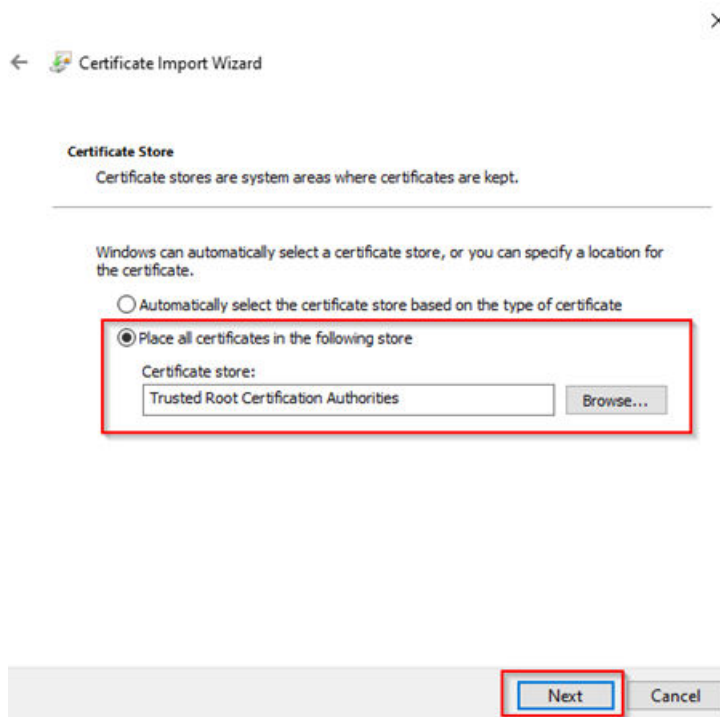 Certificate Import Wizard
Certificate Store
Certificate stores are system areas where certificates are kept.
Windows can automatically select a certificate store, or you can specify a location for
the certificate.
Automatically select the certificate store based on the type of certificate
Place all certificates in the following store
Certificate store:
Trusted Root Certification Authorities
Browse...
Next
Cancel